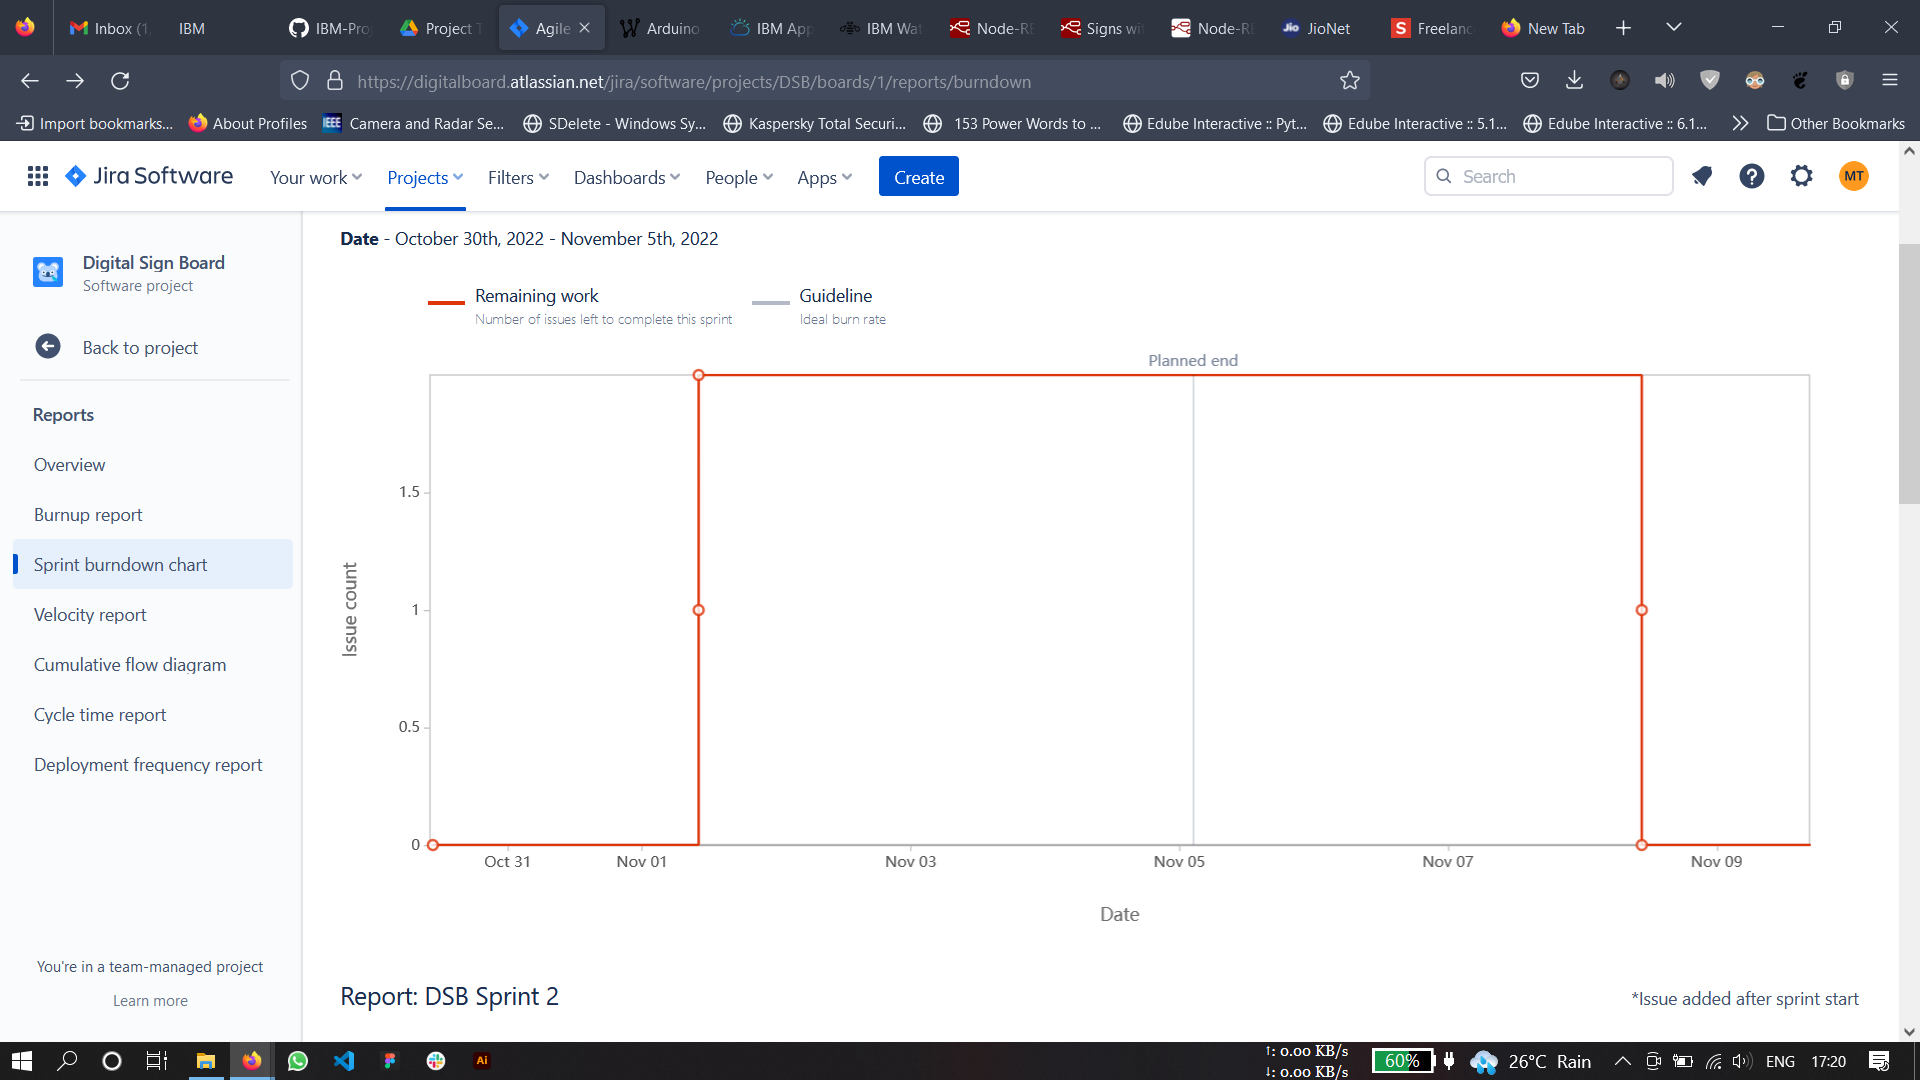 Inbox (1
IBM
IBM-Pro
Project T
Agile
Arduino
IBM App
IBM Wat
Node-RE
Signs wit
Node-RE
Jio JioNet
S Freelanc
New Tab
https://digitalboard.atlassian.net/jira/software/projects/DSB/boards/1/reports/burndown
Import bookmarks...
About Profiles
IEEE Camera and Radar Se...
SDelete - Windows Sy...
Kaspersky Total Securi...
153 Power Words to ...
Edube Interactive :: Pyt...
Edube Interactive :: 5.1...
Edube Interactive :: 6.1...
Other Bookmarks
Jira Software
Your work
Projects
Filters
Dashboards
People
Apps
Create
Search
MT
Digital Sign Board
Software project
Back to project
Reports
Overview
Burnup report
Sprint burndown chart
Velocity report
Cumulative flow diagram
Cycle time report
Deployment frequency report
You're in a team-managed project
Learn more
Date - October 30th, 2022 - November 5th, 2022
Remaining work
Number of issues left to complete this sprint
Guideline
Ideal burn rate
Planned end
1.5
1
0.5
0
Issue count
Oct 31
Nov 01
Nov 03
Nov 05
Nov 07
Nov 09
Date
Report: DSB Sprint 2
*Issue added after sprint start
Ai
↑: 0.00 KB/s
↓: 0.00 KB/s
60%
26°C Rain
ENG
17:20